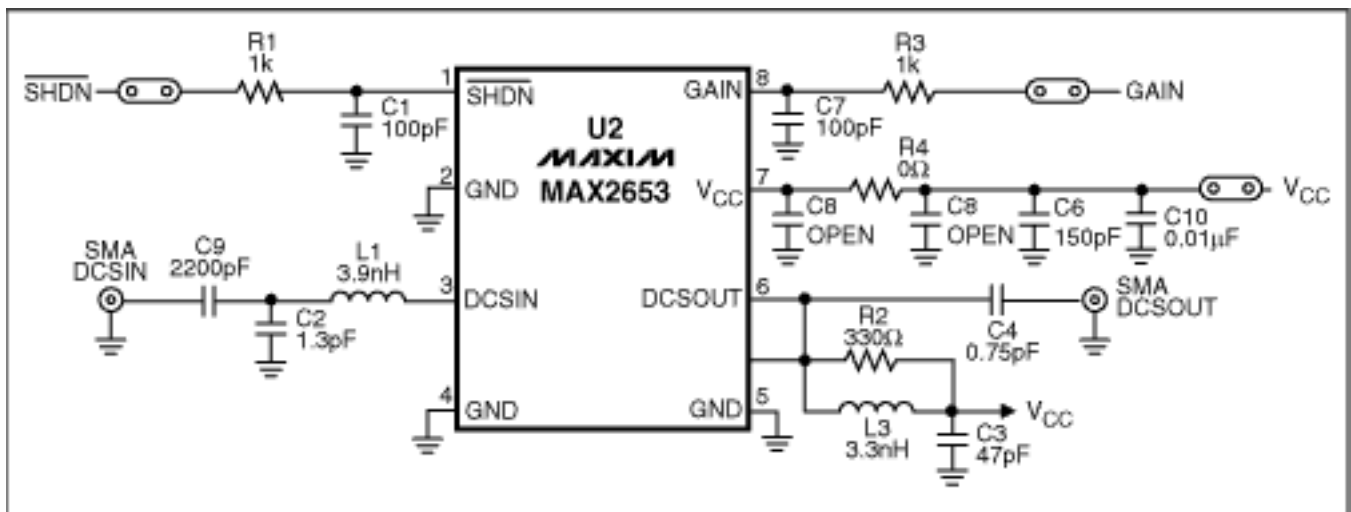 R1
1k
SHDN
1
SHDN
C1
100pF
2
GND
U2
MAXIM
MAX2653
GAIN
8
R3
1k
GAIN
C7
100pF
R4
0Ω
VCC
7
C8
OPEN
C8
OPEN
C6
150pF
C10
0.01µF
VCC
SMA
DCSIN
C9
2200pF
L1
3.9nH
3
DCSIN
C2
1.3pF
DCSOUT
6
SMA
DCSOUT
C4
0.75pF
R2
330Ω
4
GND
GND
5
L3
3.3nH
VCC
C3
47pF